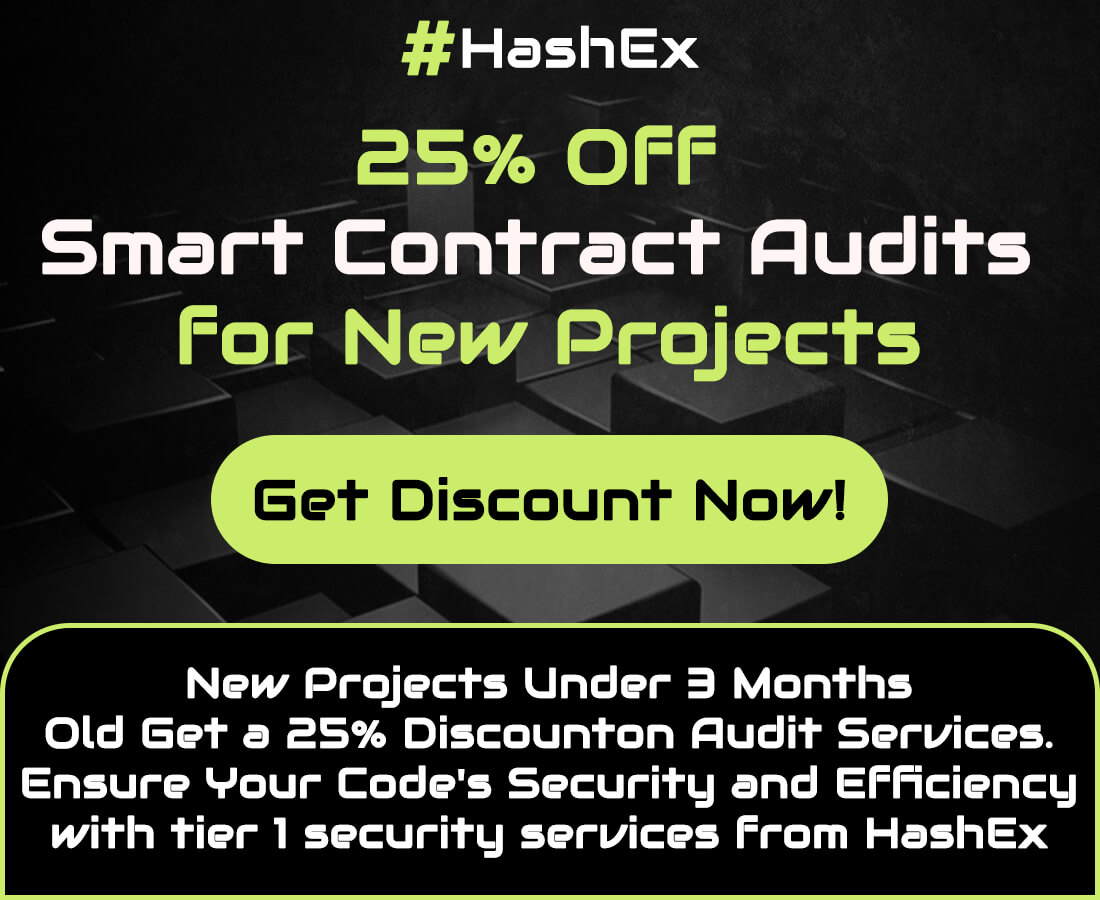 #HashEx
25% Off
Smart Contract Audits
for New Projects
Get Discount Now!
New Projects Under 3 Months
Old Get a 25% Discounton Audit Services.
Ensure Your Code's Security and Efficiency
with tier 1 security services from HashEx